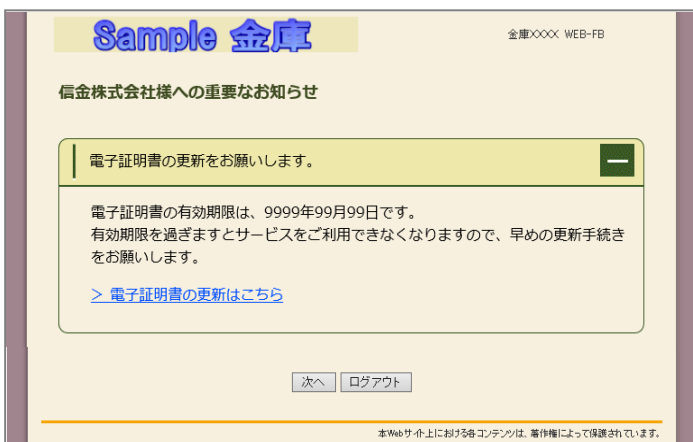 Sample 金庫
金庫XXXX WEB-FB
信金株式会社様への重要なお知らせ
電子証明書の更新をお願いします。
電子証明書の有効期限は、9999年99月99日です。
有効期限を過ぎますとサービスをご利用できなくなりますので、早めの更新手続き
をお願いします。
＞ 電子証明書の更新はこちら
次へ ログアウト
本Webサイト上における各コンテンツは、著作権によって保護されています。